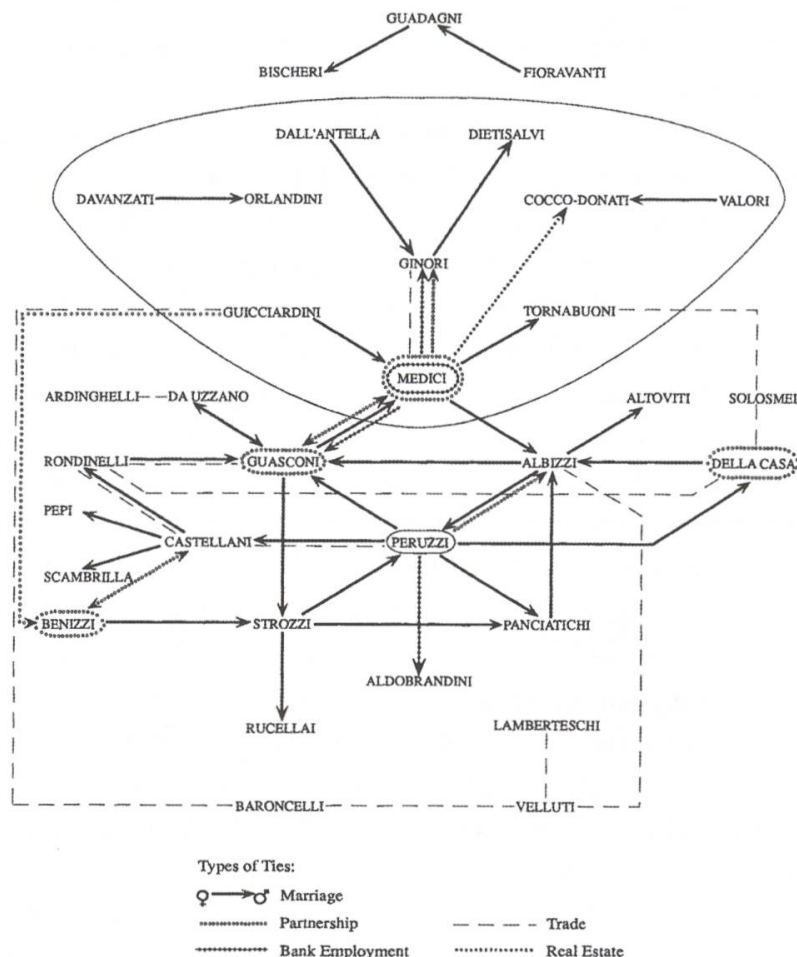 GUADAGNI
BISCHERI FIORAVANTI
DALL'ANTELLA DIETISALVI
DAVANZATI ORLANDINI COCCO-DONATI VALORI
GINORI
GUICCIARDINI TORNABUONI
MEDICI
ARDINGHELLI DA UZZANO ALTOVITI SOLOSMEI
RONDINELLI GUASCONI ALBIZZI DELLA CASA
PEPI
CASTELLANI PERUZZI
SCAMBRILLA
BENIZZI STROZZI PANCIATICHI
ALDOBRANDINI
RUCELLAI LAMBERTESCHI
BARONCELLI VELLUTI
Types of Ties:
♀ ♂ Marriage
Partnership Trade
Bank Employment Real Estate